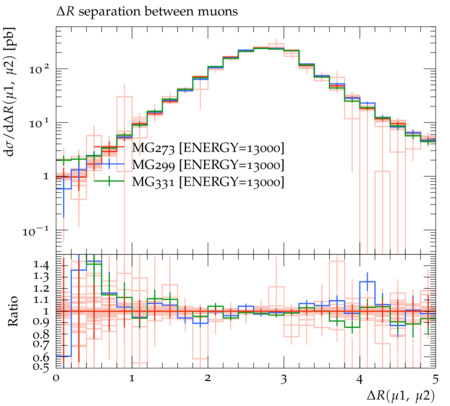 ΔR separation between muons
dσ/dΔR(μ1, μ2) [pb]
10²
10¹
1
10⁻¹
MG273 [ENERGY=13000]
MG299 [ENERGY=13000]
MG331 [ENERGY=13000]
Ratio
1.4
1.3
1.2
1.1
1
0.9
0.8
0.7
0.6
0.5
0 1 2 3 4 5
ΔR(μ1, μ2)